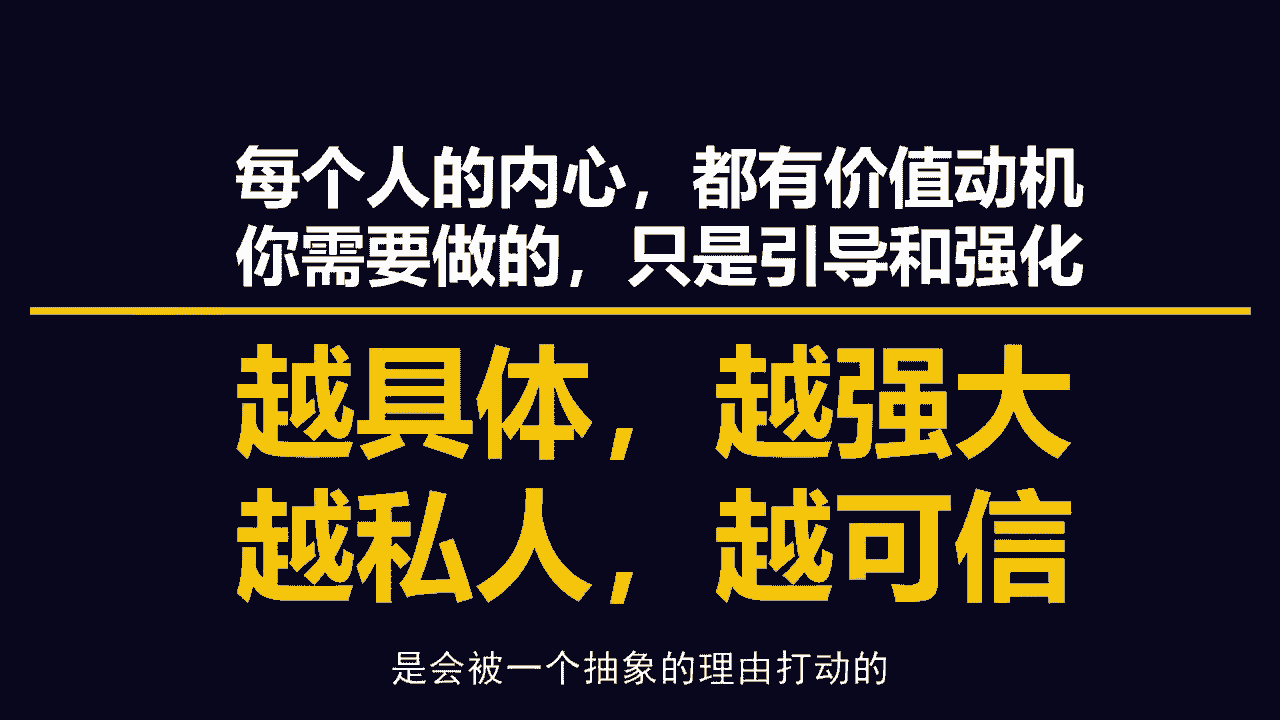 每个人的内心，都有价值动机
你需要做的，只是引导和强化
越具体，越强大
越私人，越可信
是会被一个抽象的理由打动的